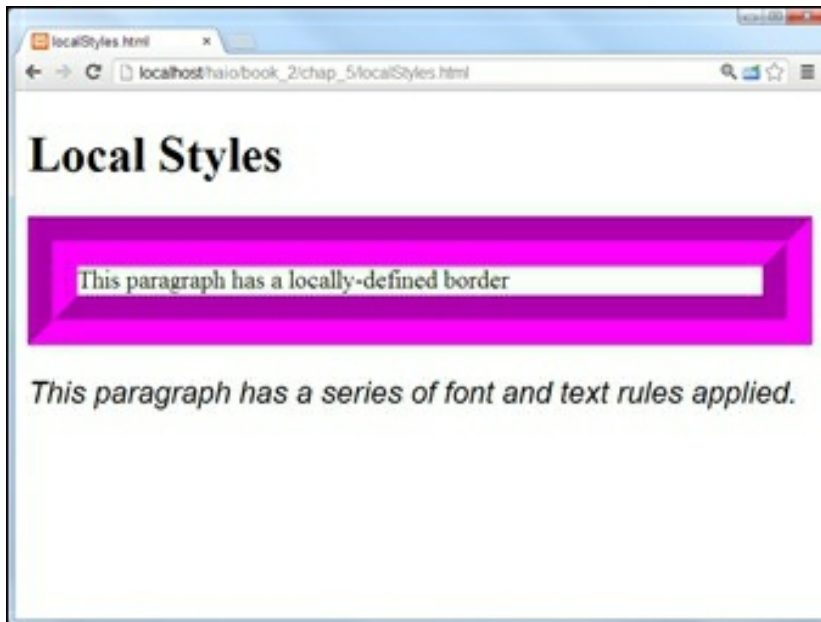 localStyles.html
localhost/haio/book_2/chap_5/localStyles.html
Local Styles
This paragraph has a locally-defined border
This paragraph has a series of font and text rules applied.